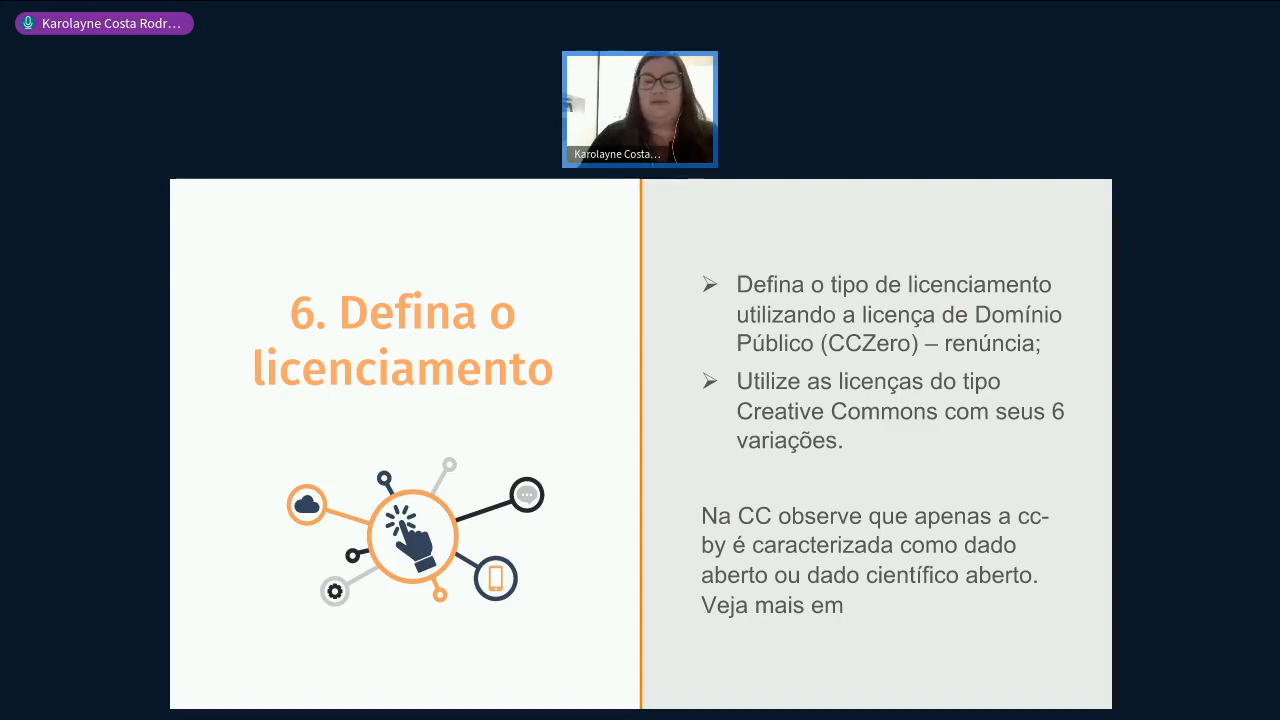 Karolayne Costa Rodr…
Karolayne Costa…
6. Defina o
licenciamento
Defina o tipo de licenciamento
utilizando a licença de Domínio
Público (CCZero) – renúncia;
Utilize as licenças do tipo
Creative Commons com seus 6
variações.
Na CC observe que apenas a cc-
by é caracterizada como dado
aberto ou dado científico aberto.
Veja mais em